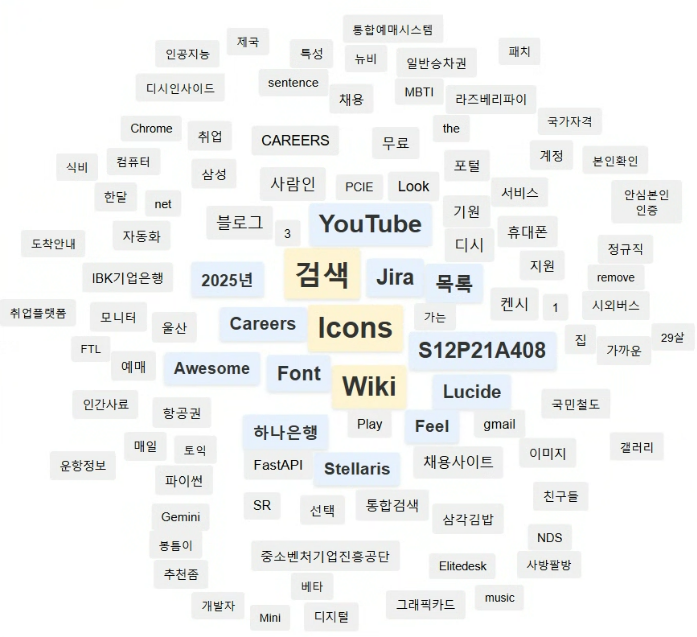 통합예매시스템
제국
인공지능
특성
뉴비
패치
일반승차권
디시인사이드
sentence
채용
MBTI
라즈베리파이
Chrome
취업
CAREERS
무료
the
국가자격
식비
컴퓨터
삼성
사람인
PCIE
Look
포털
계정
본인확인
한달
net
블로그
3
YouTube
기원
서비스
안심본인
인증
도착안내
자동화
디시
휴대폰
정규직
IBK기업은행
2025년
검색
Jira
목록
지원
remove
취업플랫폼
모니터
울산
Careers
Icons
가는
켄시
1
시외버스
FTL
예매
Awesome
Font
Wiki
S12P21A408
집
가까운
29살
인간사료
항공권
Play
Feel
Lucide
gmail
국민철도
운항정보
매일
토익
하나은행
FastAPI
Stellaris
채용사이트
이미지
갤러리
파이썬
SR
선택
통합검색
삼각김밥
친구들
Gemini
봉틈이
추천좀
중소벤처기업진흥공단
Elitedesk
NDS
사방팔방
베타
개발자
Mini
디지털
그래픽카드
music